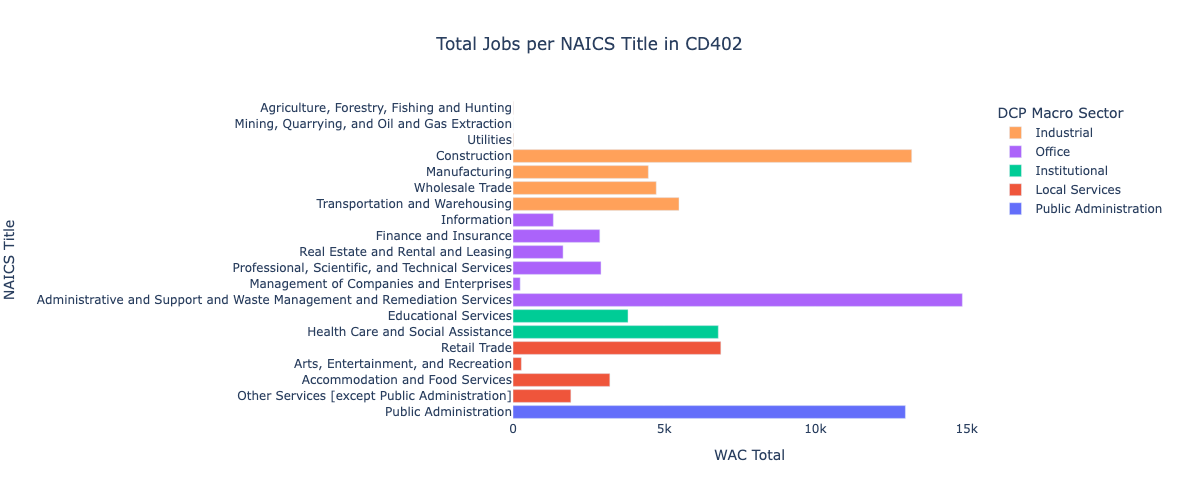 Total Jobs per NAICS Title in CD402
NAICS Title
Agriculture, Forestry, Fishing and Hunting
Mining, Quarrying, and Oil and Gas Extraction
Utilities
Construction
Manufacturing
Wholesale Trade
Transportation and Warehousing
Information
Finance and Insurance
Real Estate and Rental and Leasing
Professional, Scientific, and Technical Services
Management of Companies and Enterprises
Administrative and Support and Waste Management and Remediation Services
Educational Services
Health Care and Social Assistance
Retail Trade
Arts, Entertainment, and Recreation
Accommodation and Food Services
Other Services [except Public Administration]
Public Administration
0 5k 10k 15k
WAC Total
DCP Macro Sector
Industrial
Office
Institutional
Local Services
Public Administration